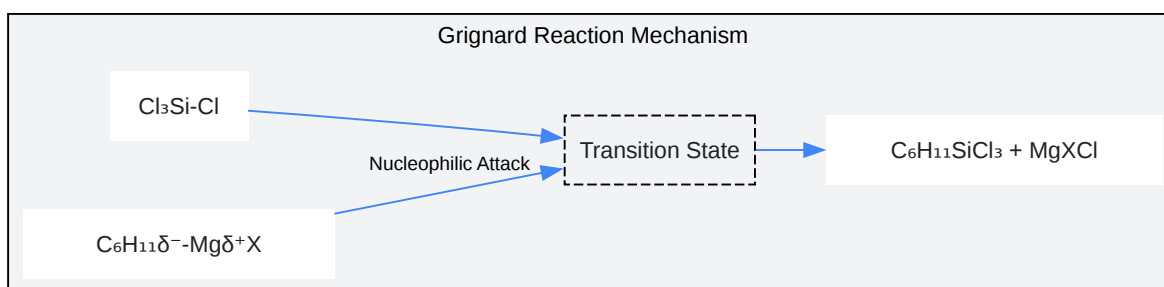 Grignard Reaction Mechanism
Cl₃Si-Cl
Nucleophilic Attack
Transition State
C₆H₁₁SiCl₃ + MgXCl
C₆H₁₁δ⁻-Mgδ⁺X